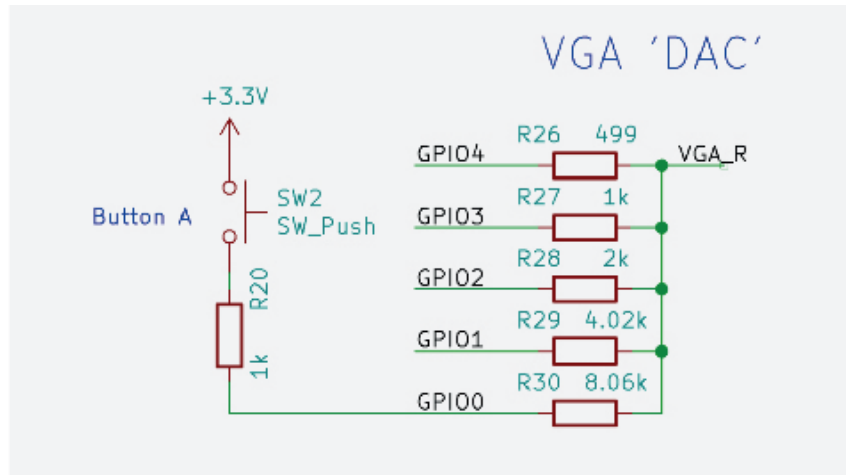 VGA 'DAC'
+3.3V
Button A
SW2
SW_Push
R20
1k
GPIO4
R26 499
VGA_R
GPIO3
R27 1k
GPIO2
R28 2k
GPIO1
R29 4.02k
GPIO0
R30 8.06k